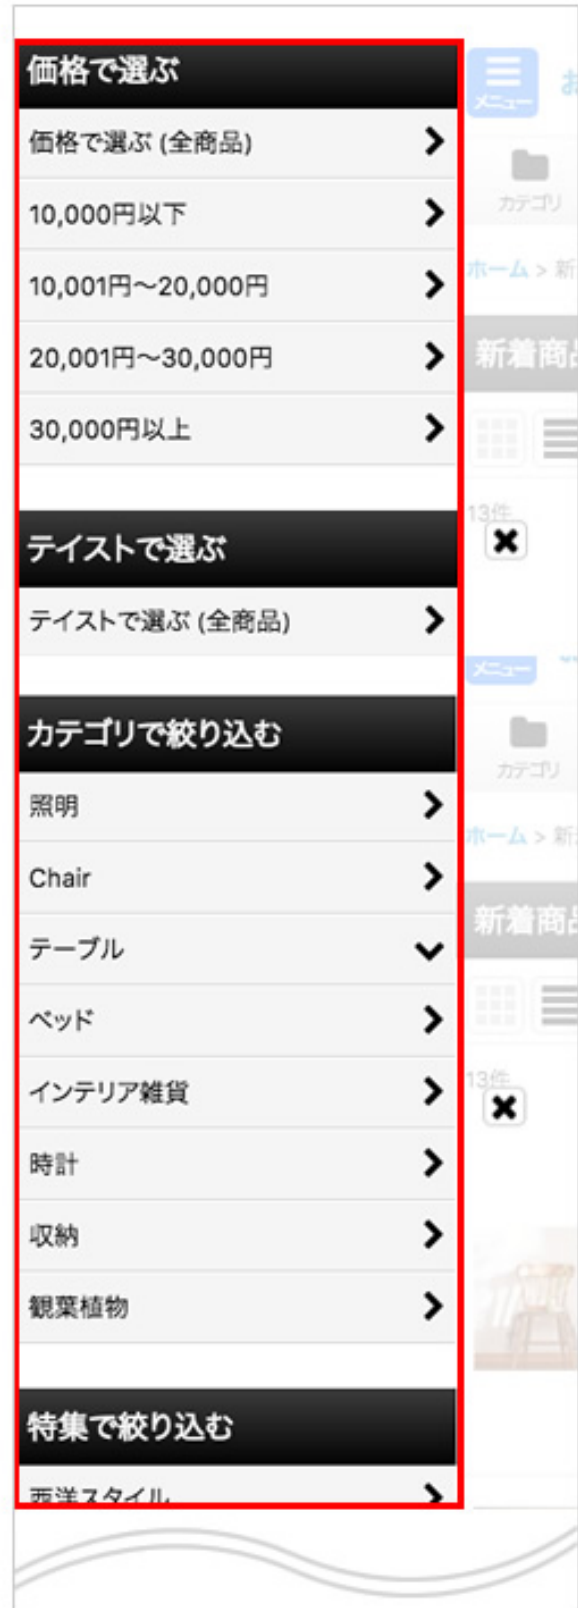 価格で選ぶ
価格で選ぶ (全商品)
10,000円以下
10,001円～20,000円
20,001円～30,000円
30,000円以上
テイストで選ぶ
テイストで選ぶ (全商品)
カテゴリで絞り込む
照明
Chair
テーブル
ベッド
インテリア雑貨
時計
収納
観葉植物
特集で絞り込む
西洋スタイル
メニュー
お
カテゴリ
ホーム > 新
新着商品
13件
メニュー
カテゴリ
ホーム > 新
新着商品
13件